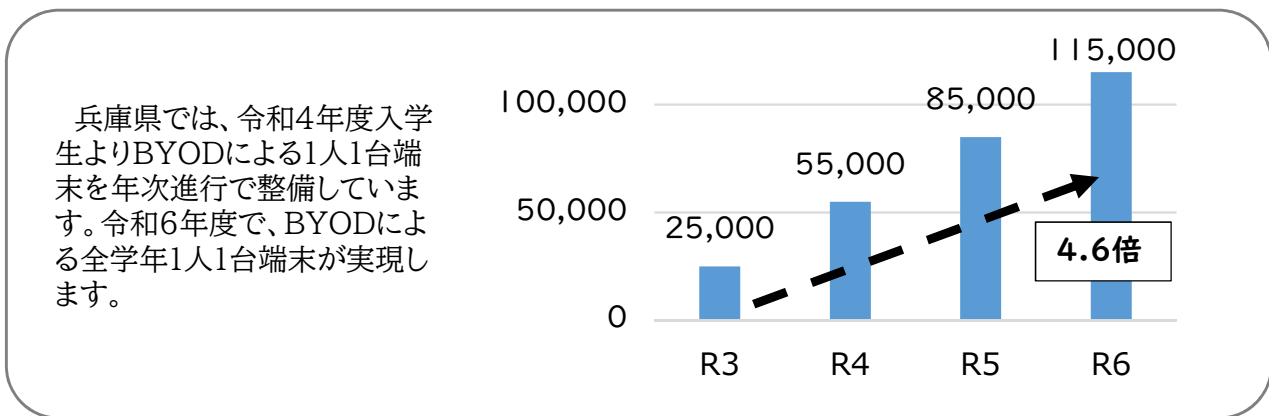 兵庫県では、令和4年度入学
生よりBYODによる1人1台端
末を年次進行で整備していま
す。令和6年度で、BYODによ
る全学年1人1台端末が実現し
ます。
115,000
100,000
85,000
55,000
50,000
25,000
4.6倍
0
R3 R4 R5 R6